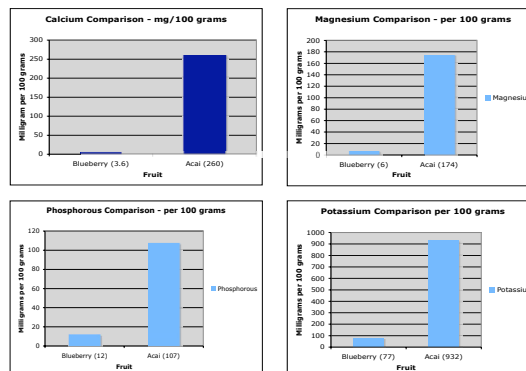 Calcium Comparison - mg/100 grams
Milligram per 100 grams
300
250
200
150
100
50
0
Blueberry (3.6)
Acai (260)
Fruit
Magnesium Comparison - per 100
Milligrams per 100 grams
200
180
160
140
120
100
80
60
40
20
0
Blueberry (6)
Acai (174)
Fruit
Magnesiu
Phosphorous Comparison - per 100 grams
Milligrams per 100 grams
120
100
80
60
40
20
0
Blueberry (12)
Acai (107)
Fruit
Phosphorous
Potassium Comparison per 100 grams
Milligrams per 100 grams
1000
900
800
700
600
500
400
300
200
100
0
Blueberry (77)
Acai (932)
Fruit
Potassiu